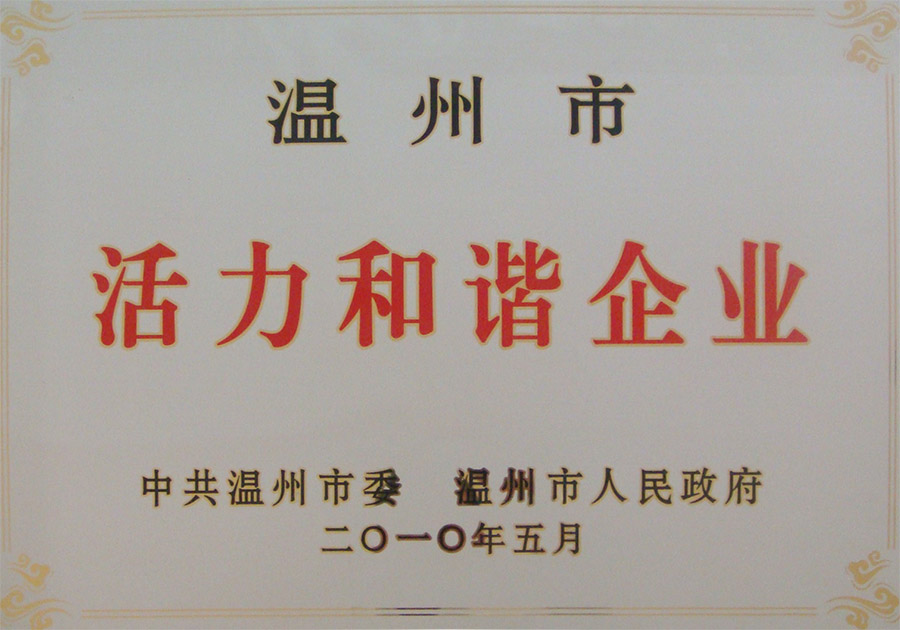 温州市
活力和谐企业
中共温州市委 温州市人民政府
二〇一〇年五月